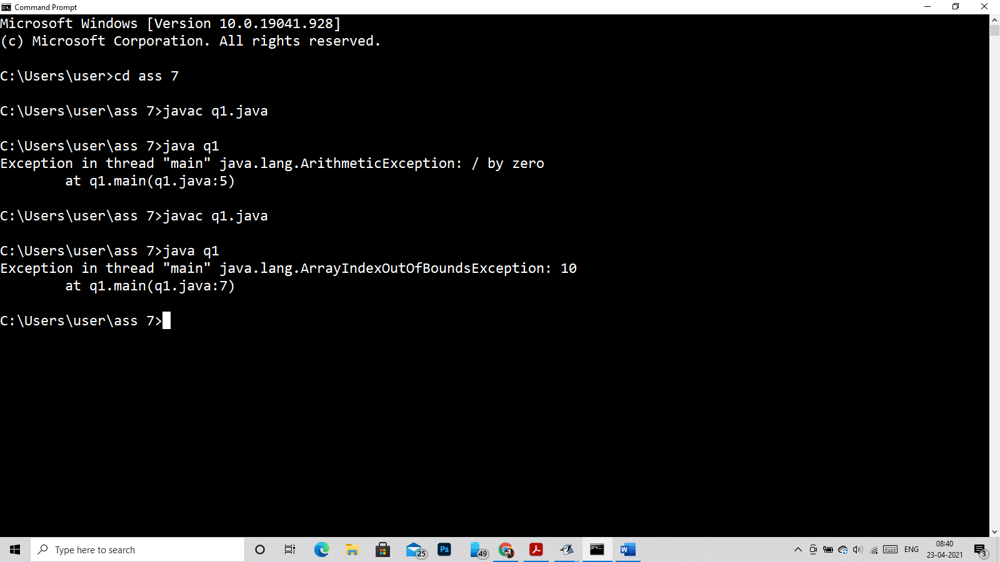 Command Prompt
Microsoft Windows [Version 10.0.19041.928]
(c) Microsoft Corporation. All rights reserved.
C:\Users\user>cd ass 7
C:\Users\user\ass 7>javac q1.java
C:\Users\user\ass 7>java q1
Exception in thread "main" java.lang.ArithmeticException: / by zero
        at q1.main(q1.java:5)
C:\Users\user\ass 7>javac q1.java
C:\Users\user\ass 7>java q1
Exception in thread "main" java.lang.ArrayIndexOutOfBoundsException: 10
        at q1.main(q1.java:7)
C:\Users\user\ass 7>
Type here to search
25
Ps
49
ENG
08:40
23-04-2021
3